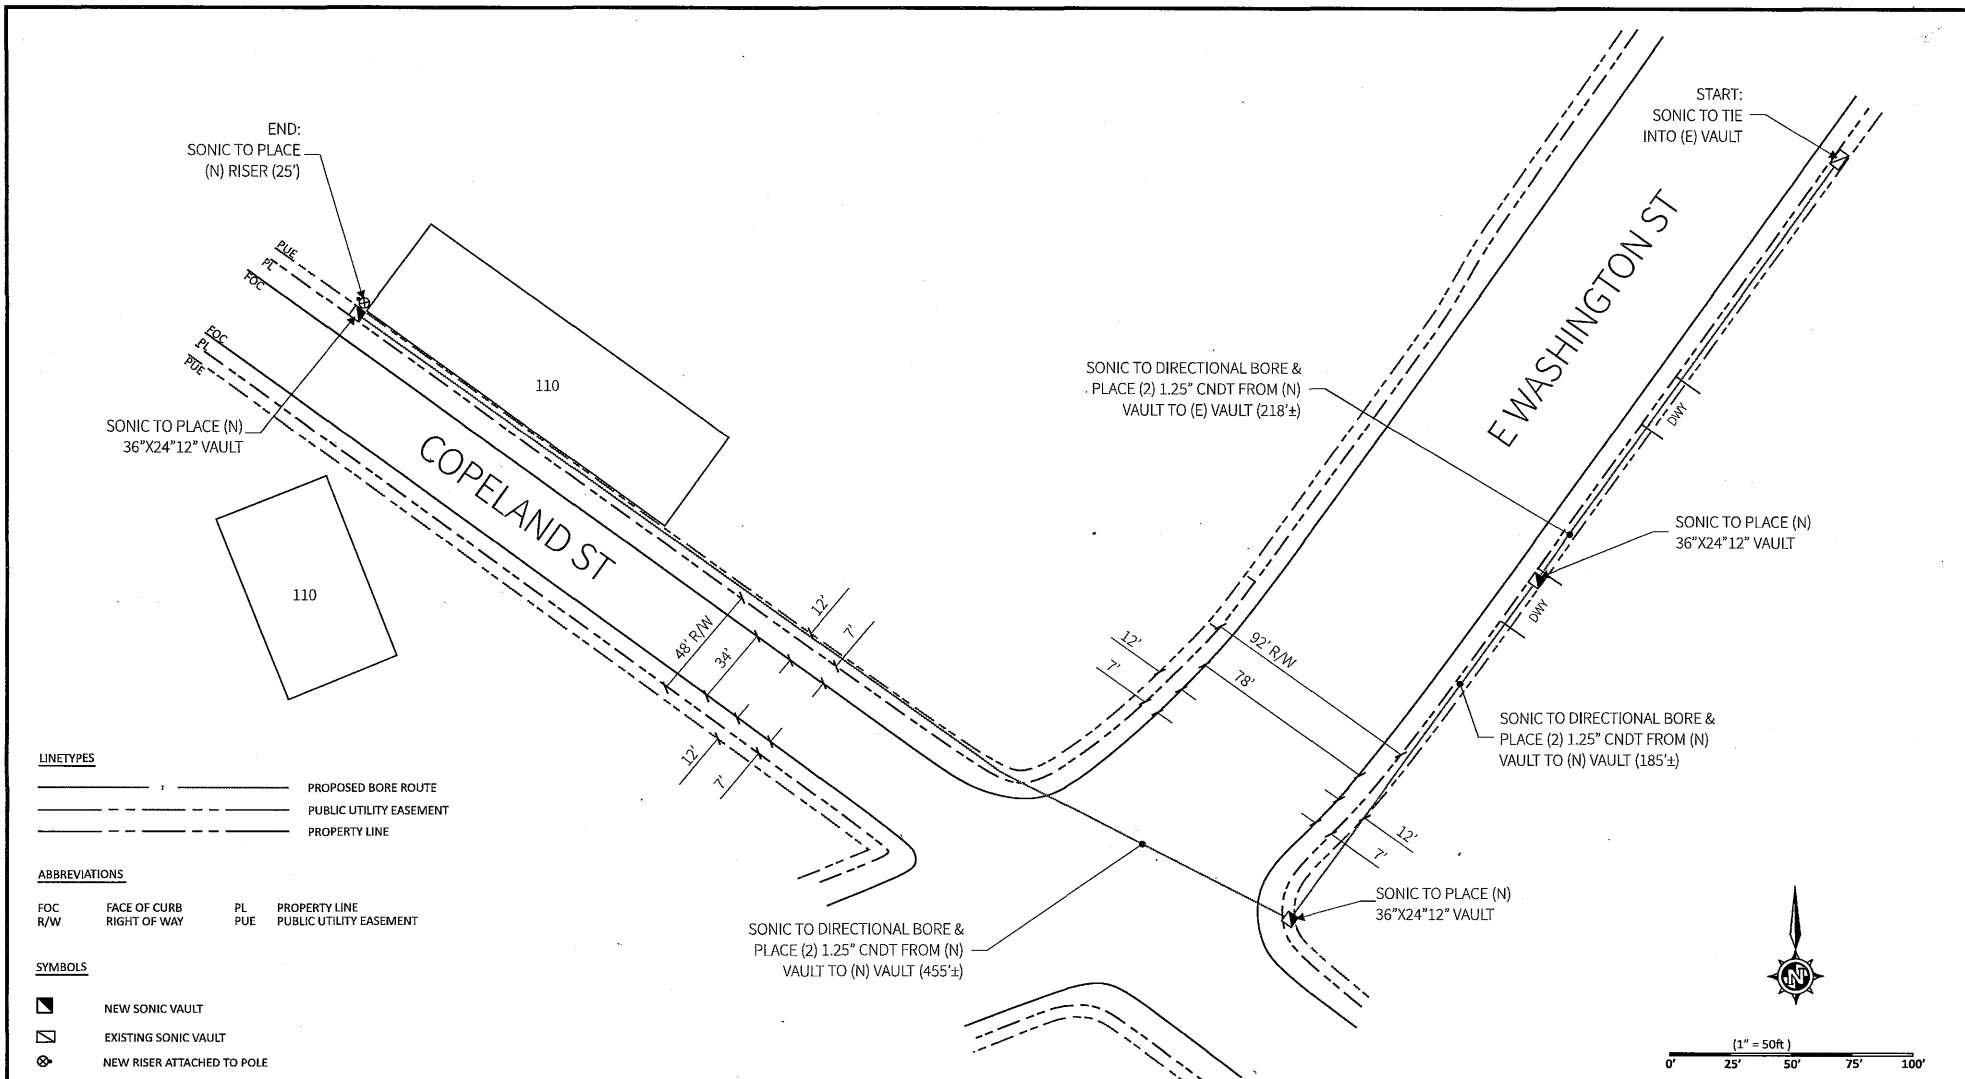 END:
SONIC TO PLACE
(N) RISER (25')
START:
SONIC TO TIE
INTO (E) VAULT
PUE
PL
FOC
FOC
PL
PUE
110
SONIC TO PLACE (N)
36"X24"12" VAULT
COPELAND ST
110
E WASHINGTON ST
SONIC TO DIRECTIONAL BORE &
PLACE (2) 1.25" CNDT FROM (N)
VAULT TO (E) VAULT (218'±)
DWY
SONIC TO PLACE (N)
36"X24"12" VAULT
DWY
48' R/W
34'
12'
7'
12'
7'
12'
7'
92' R/W
78'
12'
7'
SONIC TO DIRECTIONAL BORE &
PLACE (2) 1.25" CNDT FROM (N)
VAULT TO (N) VAULT (185'±)
SONIC TO PLACE (N)
36"X24"12" VAULT
SONIC TO DIRECTIONAL BORE &
PLACE (2) 1.25" CNDT FROM (N)
VAULT TO (N) VAULT (455'±)
LINETYPES
PROPOSED BORE ROUTE
PUBLIC UTILITY EASEMENT
PROPERTY LINE
ABBREVIATIONS
FOC FACE OF CURB PL PROPERTY LINE
R/W RIGHT OF WAY PUE PUBLIC UTILITY EASEMENT
SYMBOLS
NEW SONIC VAULT
EXISTING SONIC VAULT
NEW RISER ATTACHED TO POLE
N
(1" = 50ft )
0' 25' 50' 75' 100'